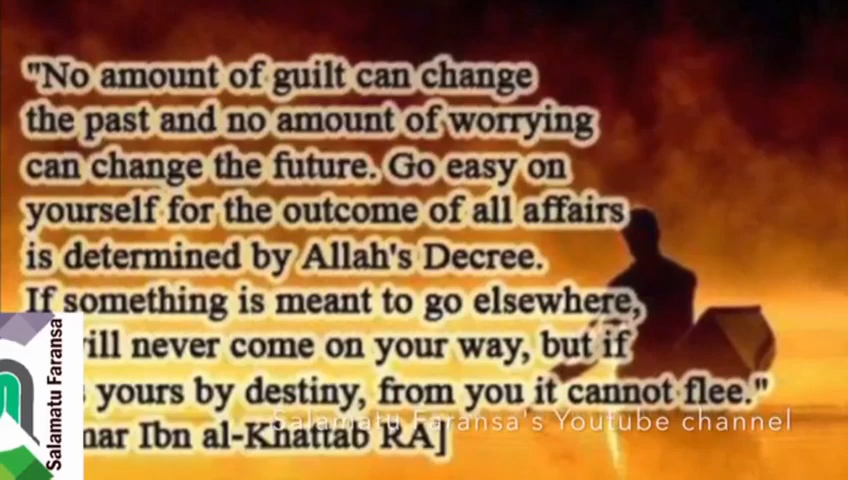 "No amount of guilt can change
the past and no amount of worrying
can change the future. Go easy on
yourself for the outcome of all affairs
is determined by Allah's Decree.
If something is meant to go elsewhere,
never come on your way, but if
yours by destiny, from you it cannot flee."
Ibn al-Khattab RA]
Salamatu Faransa's Youtube channel
Salamatu Faransa